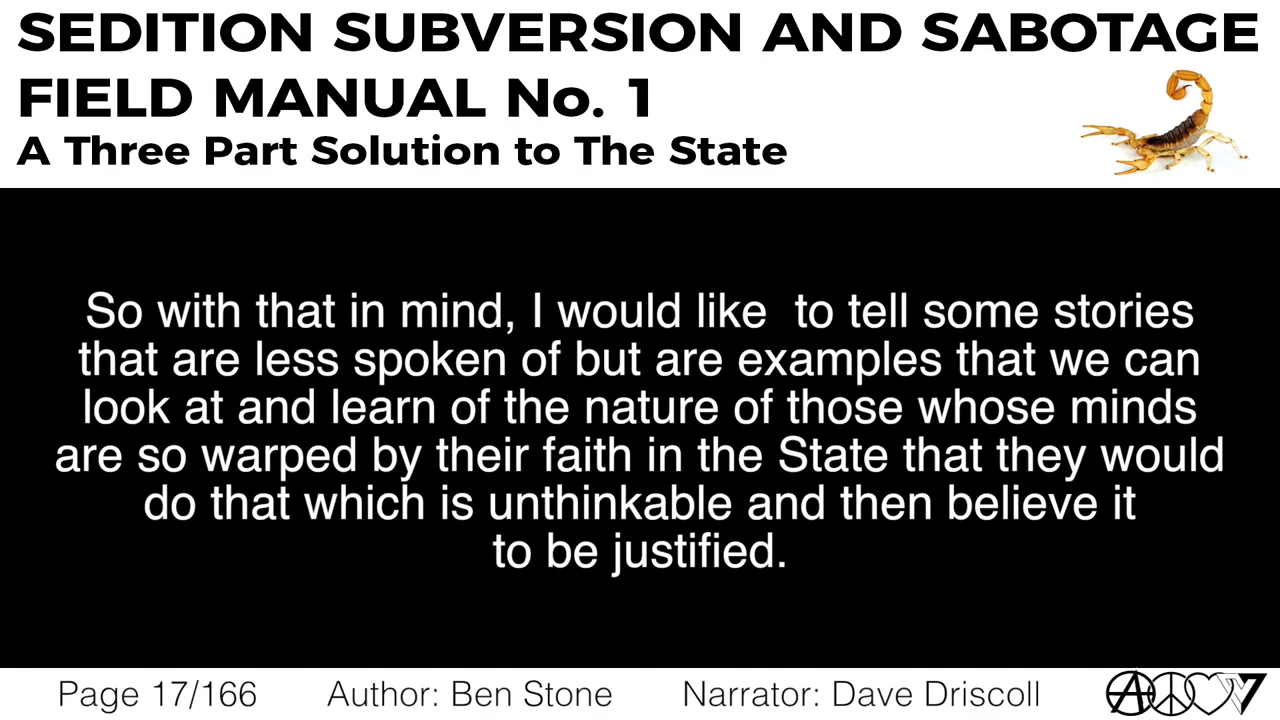 SEDITION SUBVERSION AND SABOTAGE
FIELD MANUAL No. 1
A Three Part Solution to The State
So with that in mind, I would like  to tell some stories
that are less spoken of but are examples that we can
look at and learn of the nature of those whose minds
are so warped by their faith in the State that they would
do that which is unthinkable and then believe it
to be justified.
Page 17/166 Author: Ben Stone Narrator: Dave Driscoll